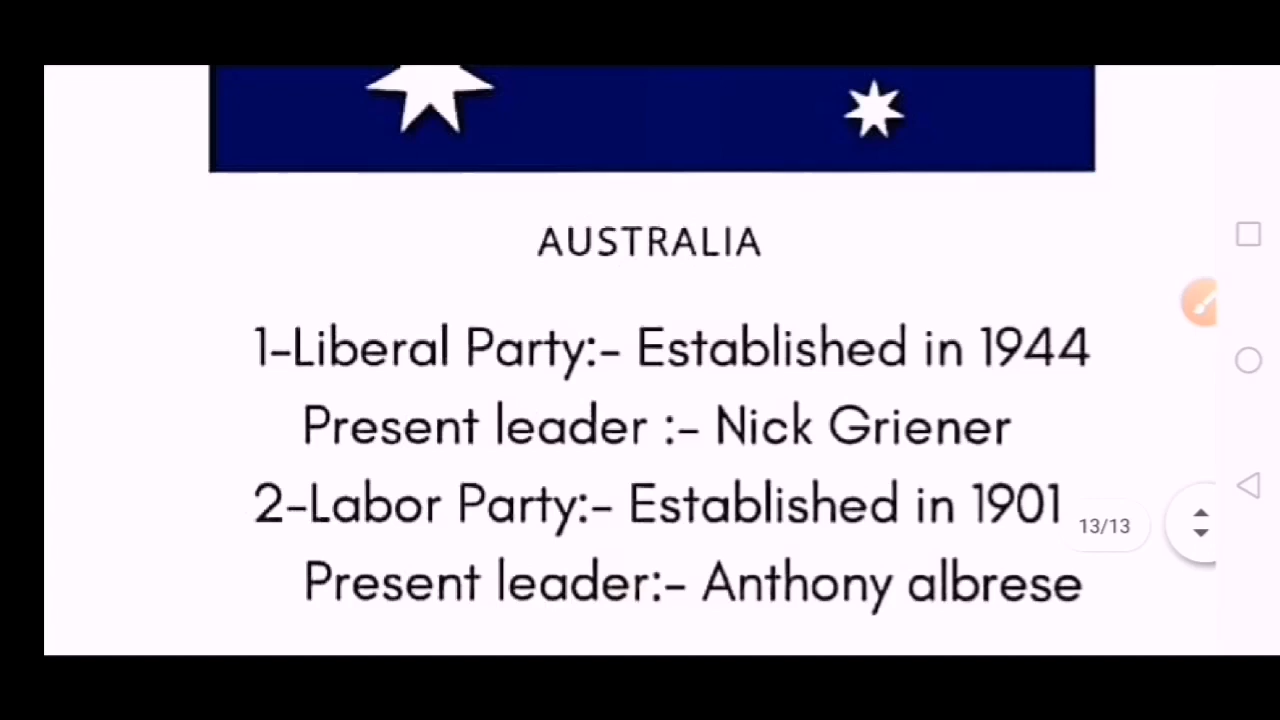 AUSTRALIA
1-Liberal Party:- Established in 1944
Present leader :- Nick Griener
2-Labor Party:- Established in 1901
13/13
Present leader:- Anthony albrese